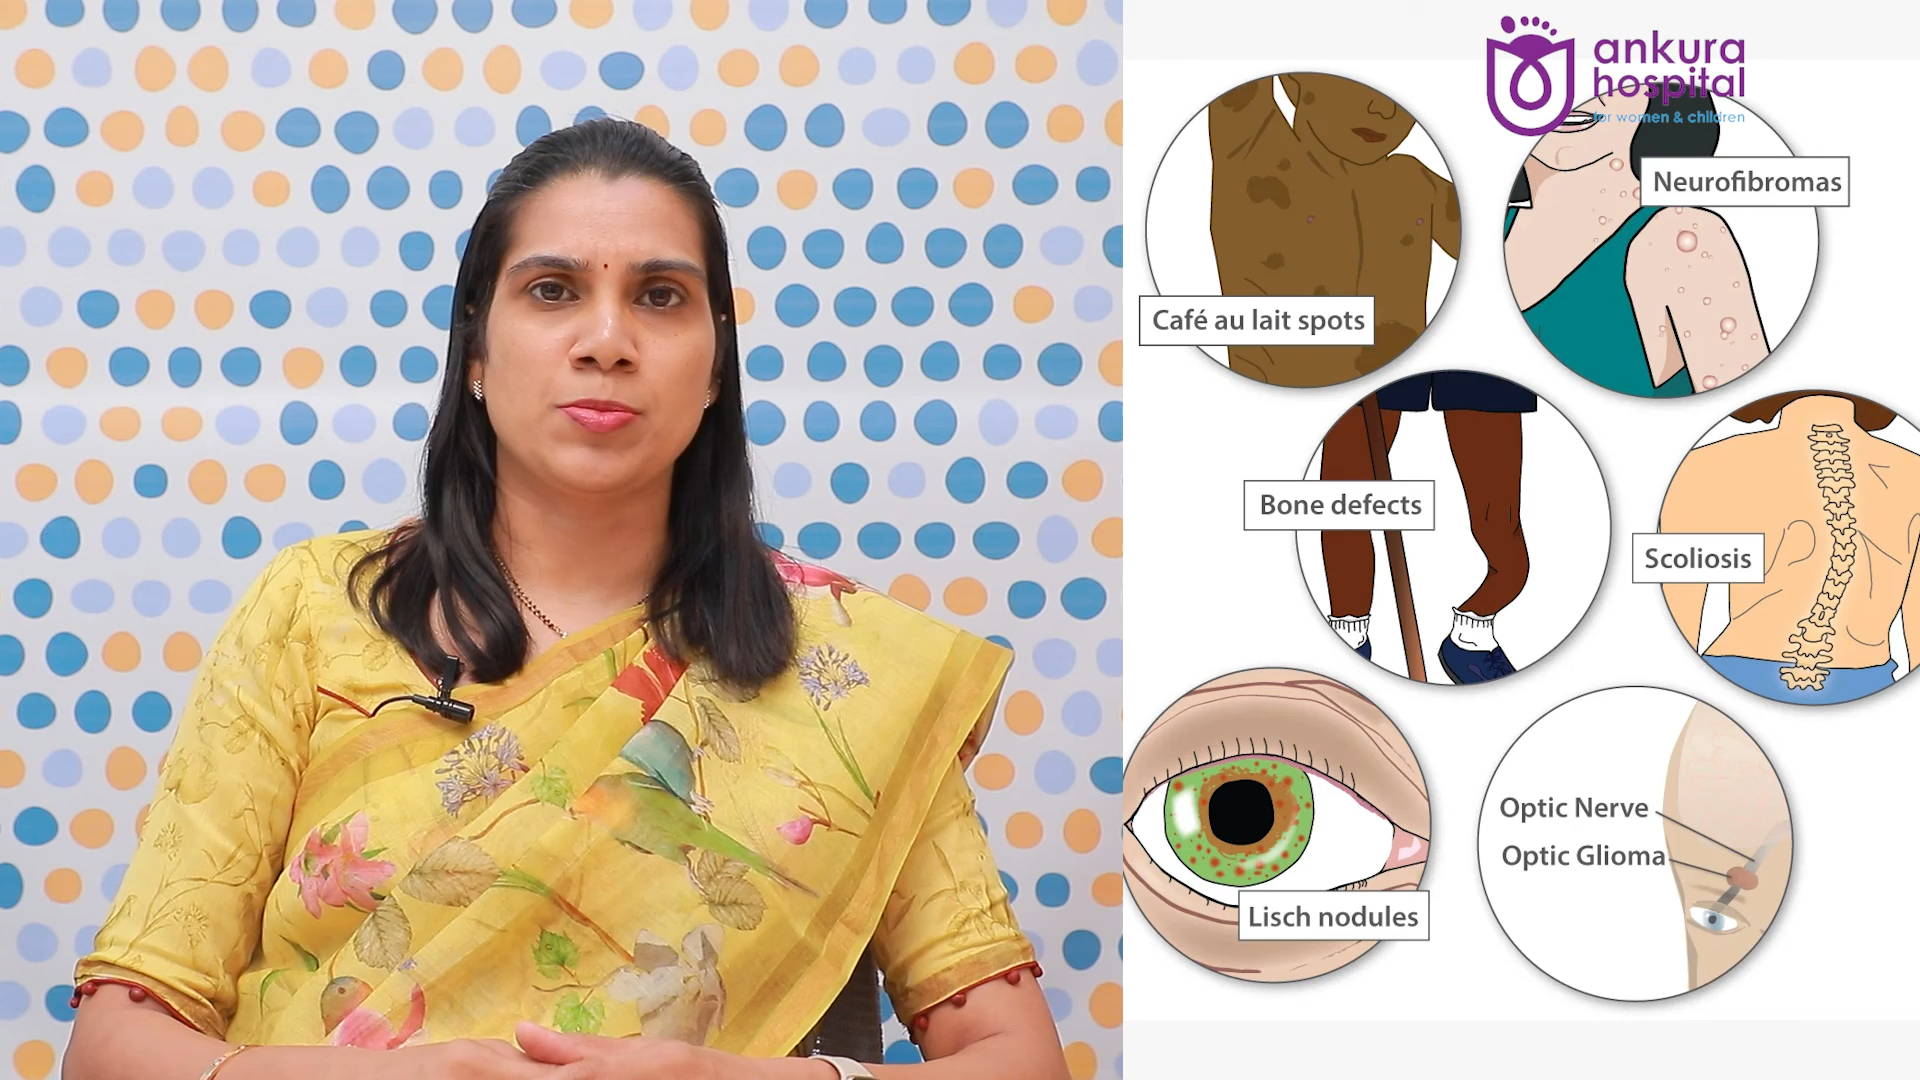 ankura
hospital
for women & children
Neurofibromas
Café au lait spots
Bone defects
Scoliosis
Optic Nerve
Optic Glioma
Lisch nodules